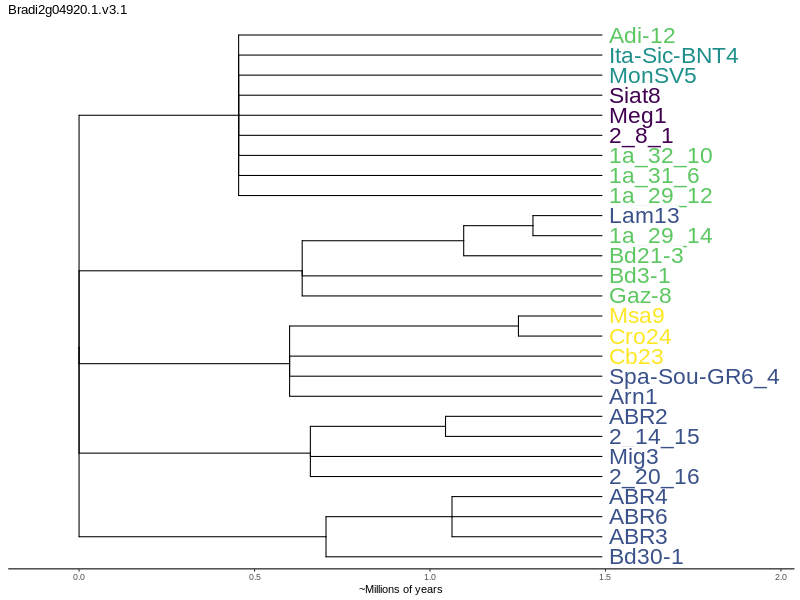 Bradi2g04920.1.v3.1
Adi-12
Ita-Sic-BNT4
MonSV5
Siat8
Meg1
2_8_1
1a_32_10
1a_31_6
1a_29_12
Lam13
1a_29_14
Bd21-3
Bd3-1
Gaz-8
Msa9
Cro24
Cb23
Spa-Sou-GR6_4
Arn1
ABR2
2_14_15
Mig3
2_20_16
ABR4
ABR6
ABR3
Bd30-1
0.0 0.5 1.0 1.5 2.0
~Millions of years